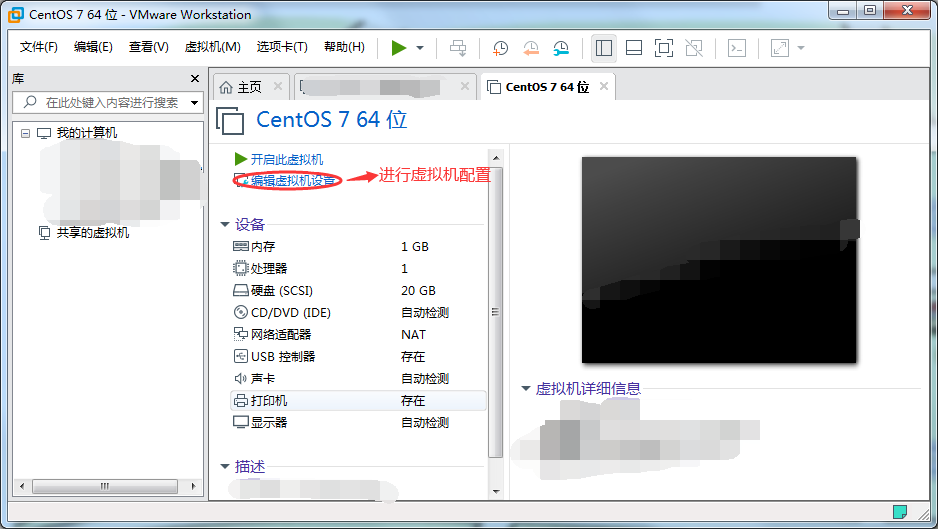 CentOS 7 64 位 - VMware Workstation
文件(F) 编辑(E) 查看(V) 虚拟机(M) 选项卡(T) 帮助(H)
库
在此处键入内容进行搜索
我的计算机
共享的虚拟机
主页
CentOS 7 64 位
CentOS 7 64 位
开启此虚拟机
编辑虚拟机设置
进行虚拟机配置
设备
内存 1 GB
处理器 1
硬盘 (SCSI) 20 GB
CD/DVD (IDE) 自动检测
网络适配器 NAT
USB 控制器 存在
声卡 自动检测
打印机 存在
显示器 自动检测
描述
虚拟机详细信息